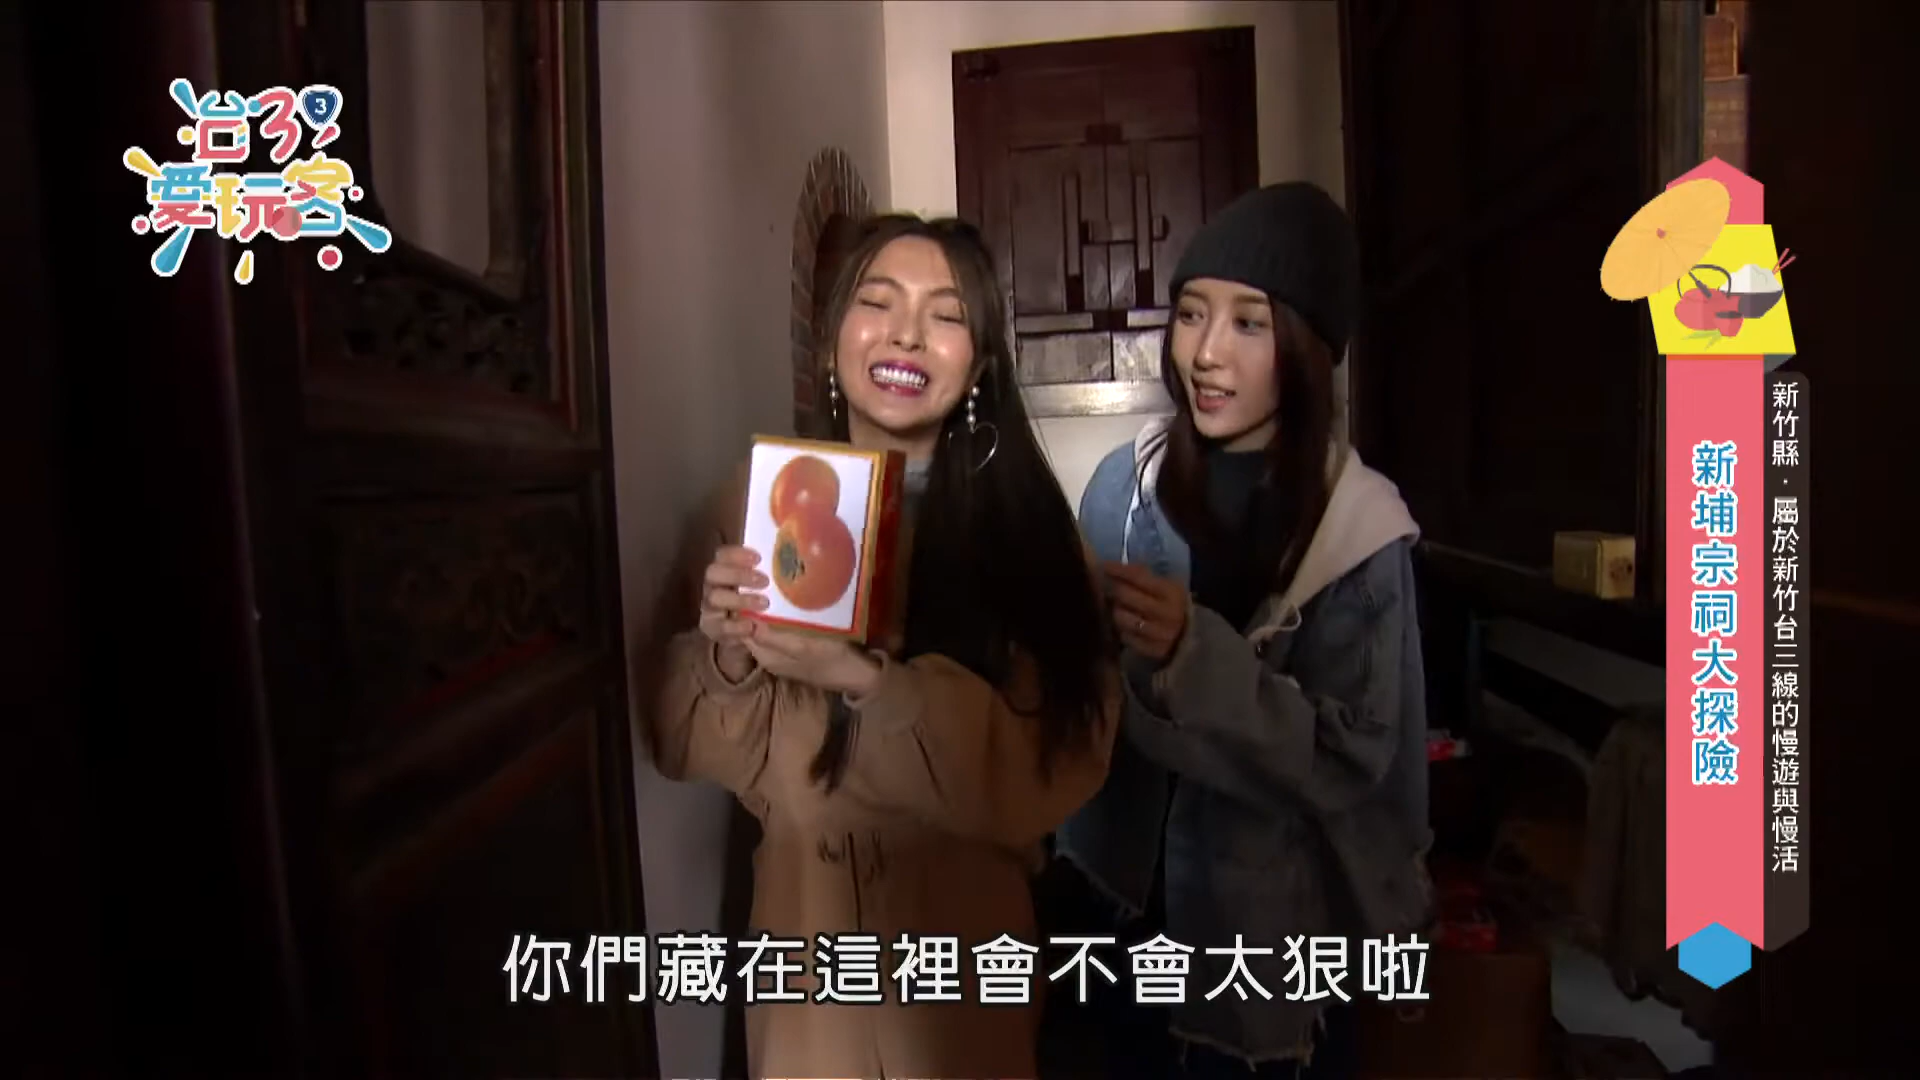 台3
3
愛玩客
新埔宗祠大探險
新竹縣．屬於新竹台三線的慢遊與慢活
你們藏在這裡會不會太狠啦